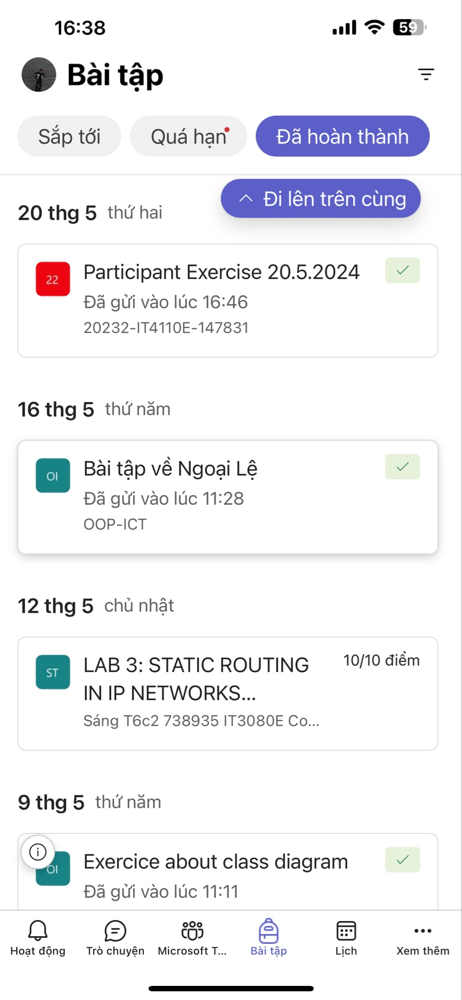 16:38
59
Bài tập
Sắp tới
Quá hạn
Đã hoàn thành
Đi lên trên cùng
20 thg 5 thứ hai
22
Participant Exercise 20.5.2024
Đã gửi vào lúc 16:46
20232-IT4110E-147831
16 thg 5 thứ năm
OI
Bài tập về Ngoại Lệ
Đã gửi vào lúc 11:28
OOP-ICT
12 thg 5 chủ nhật
ST
LAB 3: STATIC ROUTING
10/10 điểm
IN IP NETWORKS...
Sáng T6c2 738935 IT3080E Co...
9 thg 5 thứ năm
OI
Exercice about class diagram
Đã gửi vào lúc 11:11
Hoạt động
Trò chuyện
Microsoft T...
Bài tập
Lịch
Xem thêm